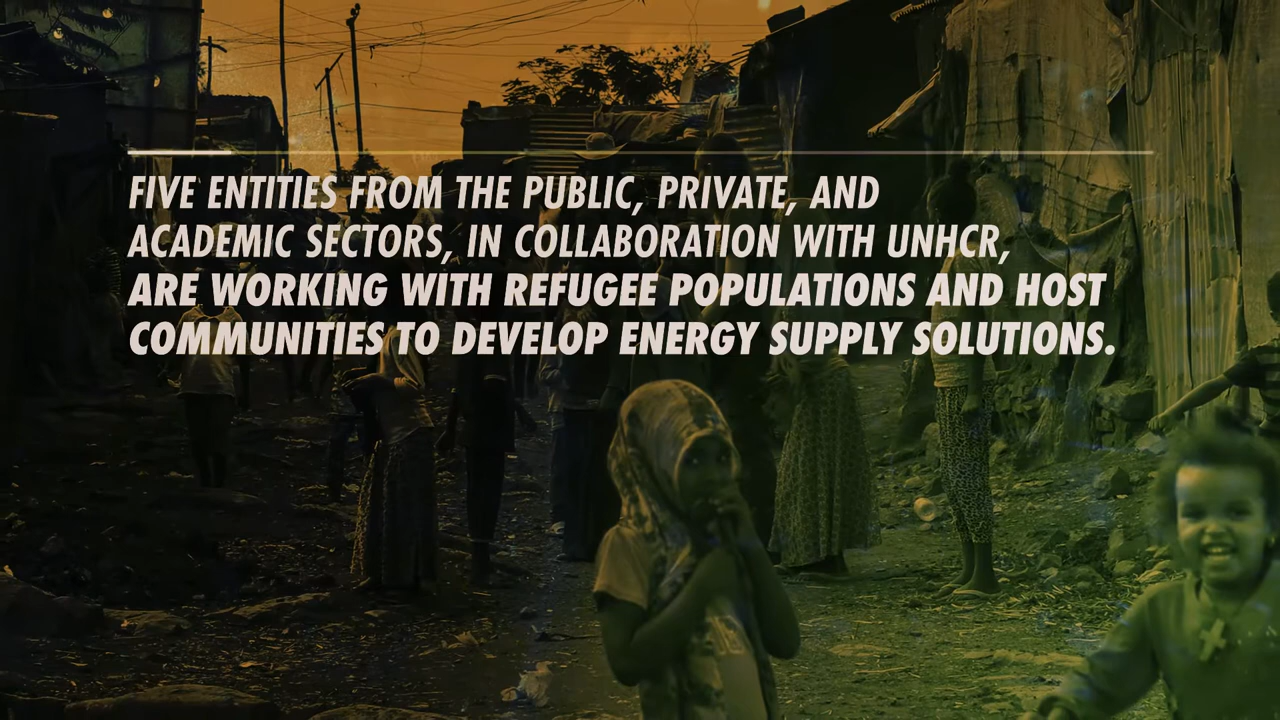 FIVE ENTITIES FROM THE PUBLIC, PRIVATE, AND
ACADEMIC SECTORS, IN COLLABORATION WITH UNHCR,
ARE WORKING WITH REFUGEE POPULATIONS AND HOST
COMMUNITIES TO DEVELOP ENERGY SUPPLY SOLUTIONS.